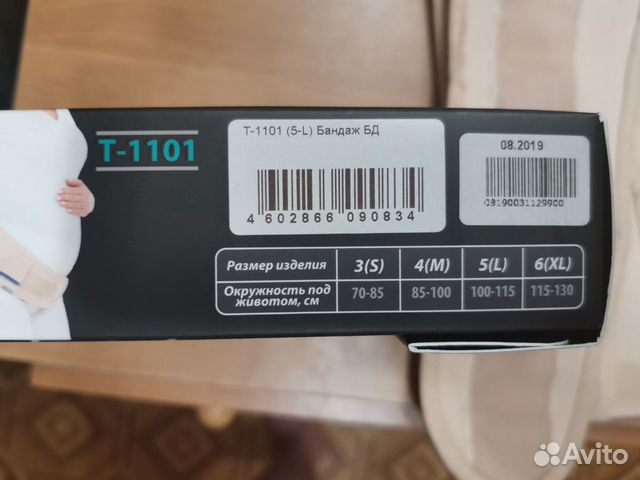 T-1101
T-1101 (5-L) Бандаж БД
4 602866 090834
08.2019
08190031129900
Размер изделия 3(S) 4(M) 5(L) 6(XL)
Окружность под животом, см 70-85 85-100 100-115 115-130
Avito